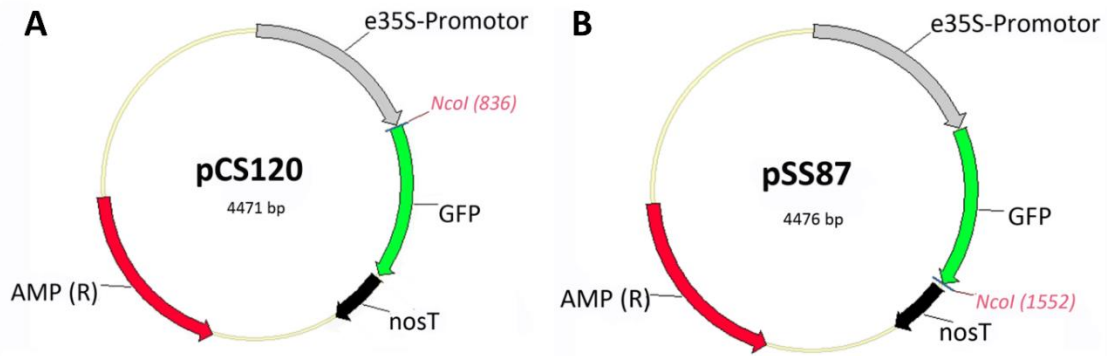 A
e35S-Promotor
NcoI (836)
pCS120
4471 bp
GFP
AMP (R)
nosT
B
e35S-Promotor
pSS87
4476 bp
GFP
AMP (R)
NcoI (1552)
nosT